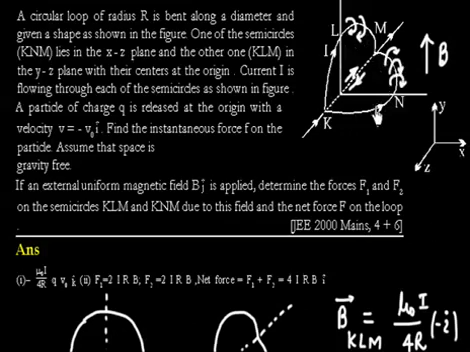 A circular loop of radius R is bent along a diameter and
given a shape as shown in the figure. One of the semicircles
(KNM) lies in the x - z plane and the other one (KLM) in
the y - z plane with their centers at the origin . Current I is
flowing through each of the semicircles as shown in figure .
A particle of charge q is released at the origin with a
velocity v = - v₀ î . Find the instantaneous force f on the
particle. Assume that space is
gravity free.
If an external uniform magnetic field B ĵ is applied, determine the forces F₁ and F₂
on the semicircles KLM and KNM due to this field and the net force F on the loop
. [JEE 2000 Mains, 4 + 6]
L M
I
K N
B
y
x
z
Ans
(i)– μ₀I/4R q v₀ k̂ (ii) F₁=2 I R B, F₂ =2 I R B ,Net force = F₁ + F₂ = 4 I R B î
B⃗ KLM = μ₀ I/4R (-î)